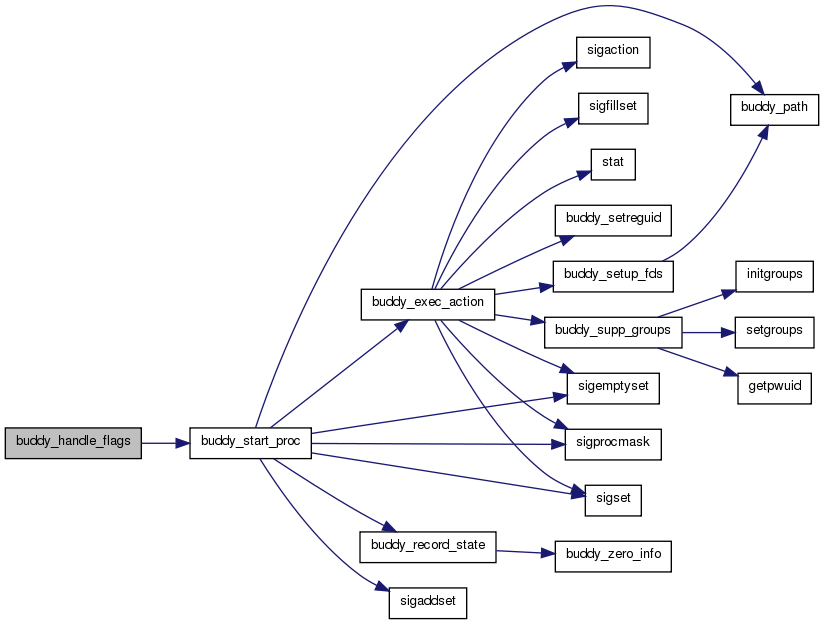 sigaction
sigfillset
buddy_path
stat
buddy_setreguid
buddy_setup_fds
initgroups
buddy_exec_action
buddy_supp_groups
setgroups
sigemptyset
getpwuid
buddy_handle_flags
buddy_start_proc
sigprocmask
sigset
buddy_record_state
buddy_zero_info
sigaddset